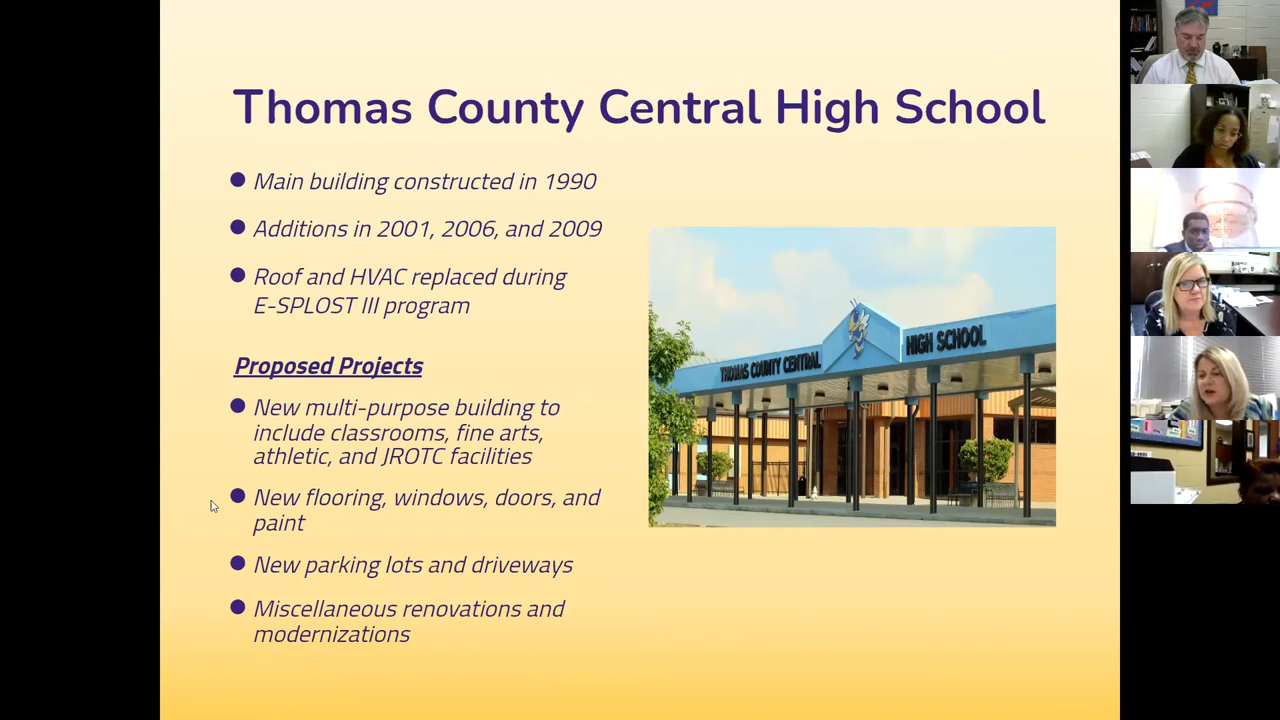 Thomas County Central High School
Main building constructed in 1990
Additions in 2001, 2006, and 2009
Roof and HVAC replaced during
E-SPLOST III program
Proposed Projects
New multi-purpose building to
include classrooms, fine arts,
athletic, and JROTC facilities
New flooring, windows, doors, and
paint
New parking lots and driveways
Miscellaneous renovations and
modernizations
THOMAS COUNTY CENTRAL
HIGH SCHOOL